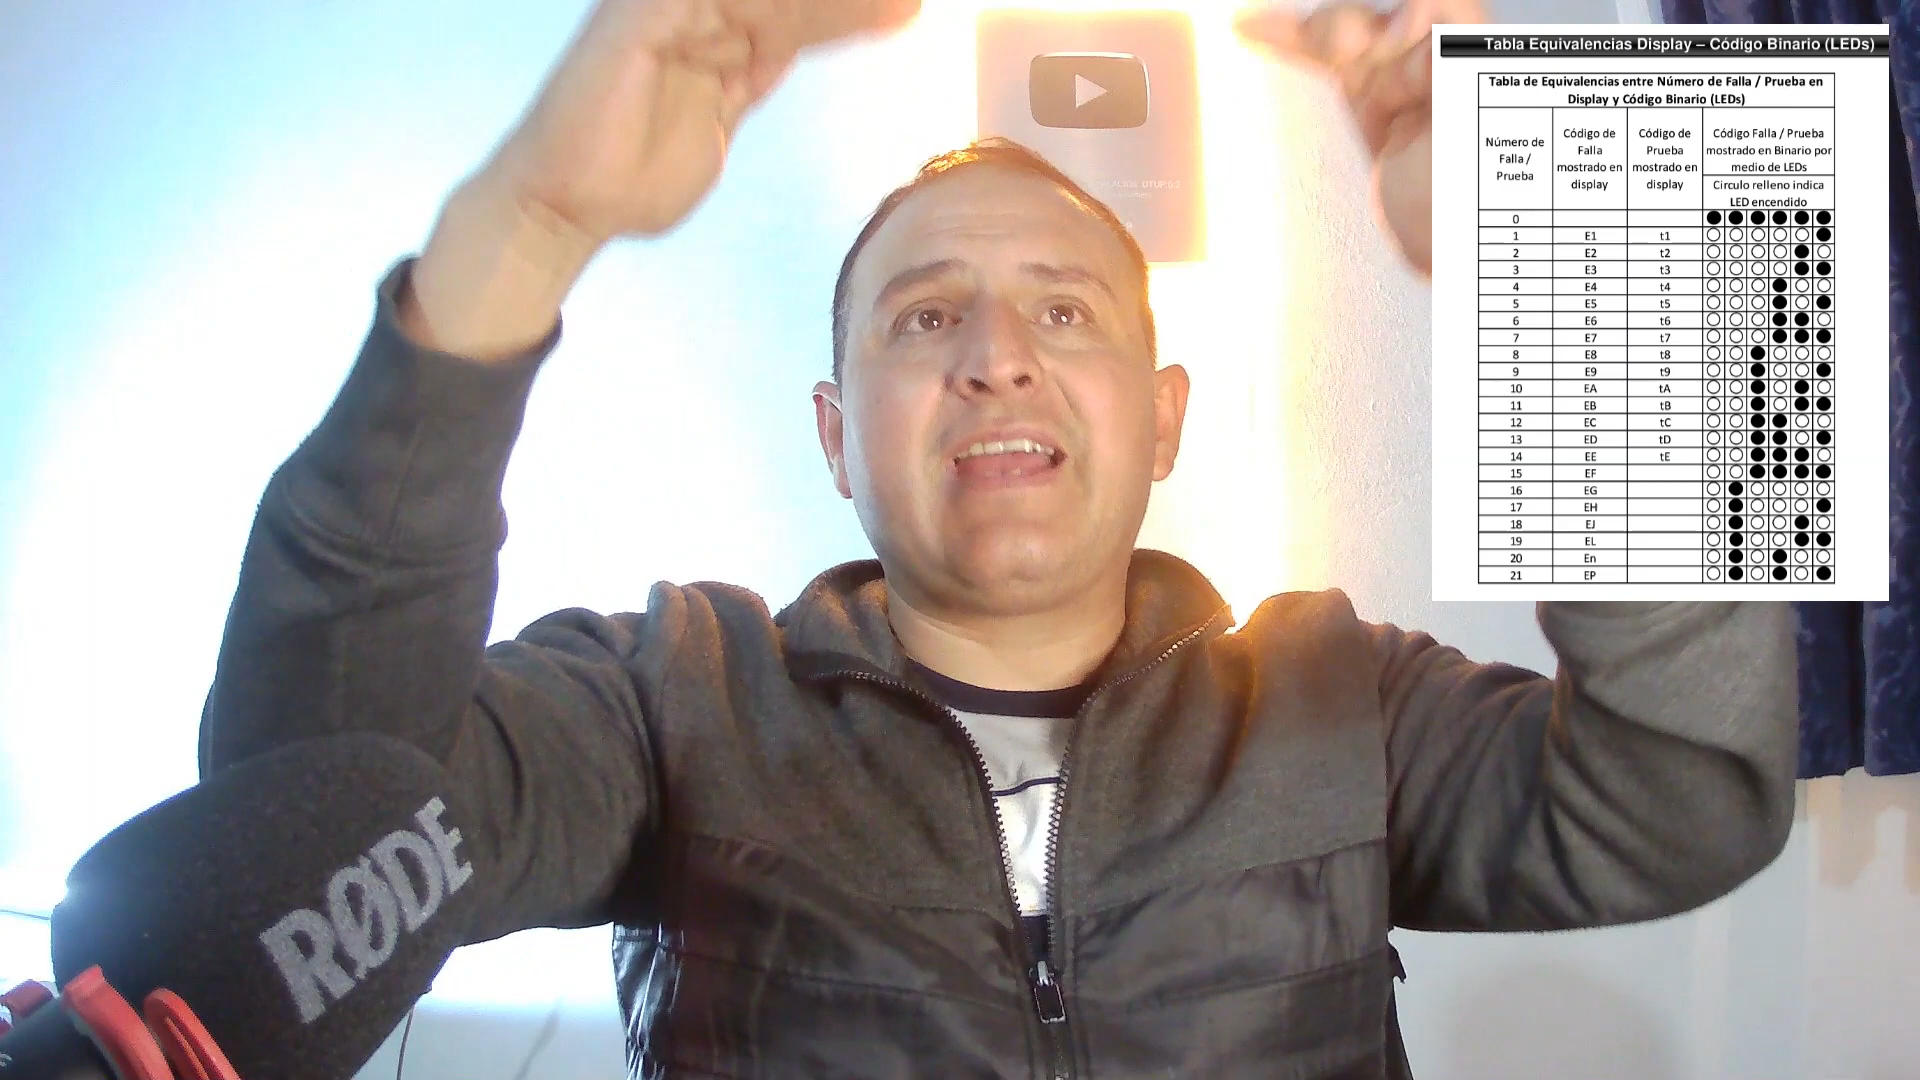 Tabla Equivalencias Display – Código Binario (LEDs)
Tabla de Equivalencias entre Número de Falla / Prueba en
Display y Código Binario (LEDs)
Número de
Falla /
Prueba
Código de
Falla
mostrado en
display
Código de
Prueba
mostrado en
display
Código Falla / Prueba
mostrado en Binario por
medio de LEDs
Circulo relleno indica
LED encendido
0
1 E1 t1
2 E2 t2
3 E3 t3
4 E4 t4
5 E5 t5
6 E6 t6
7 E7 t7
8 E8 t8
9 E9 t9
10 EA tA
11 EB tB
12 EC tC
13 ED tD
14 EE tE
15 EF
16 EG
17 EH
18 EJ
19 EL
20 En
21 EP
RØDE